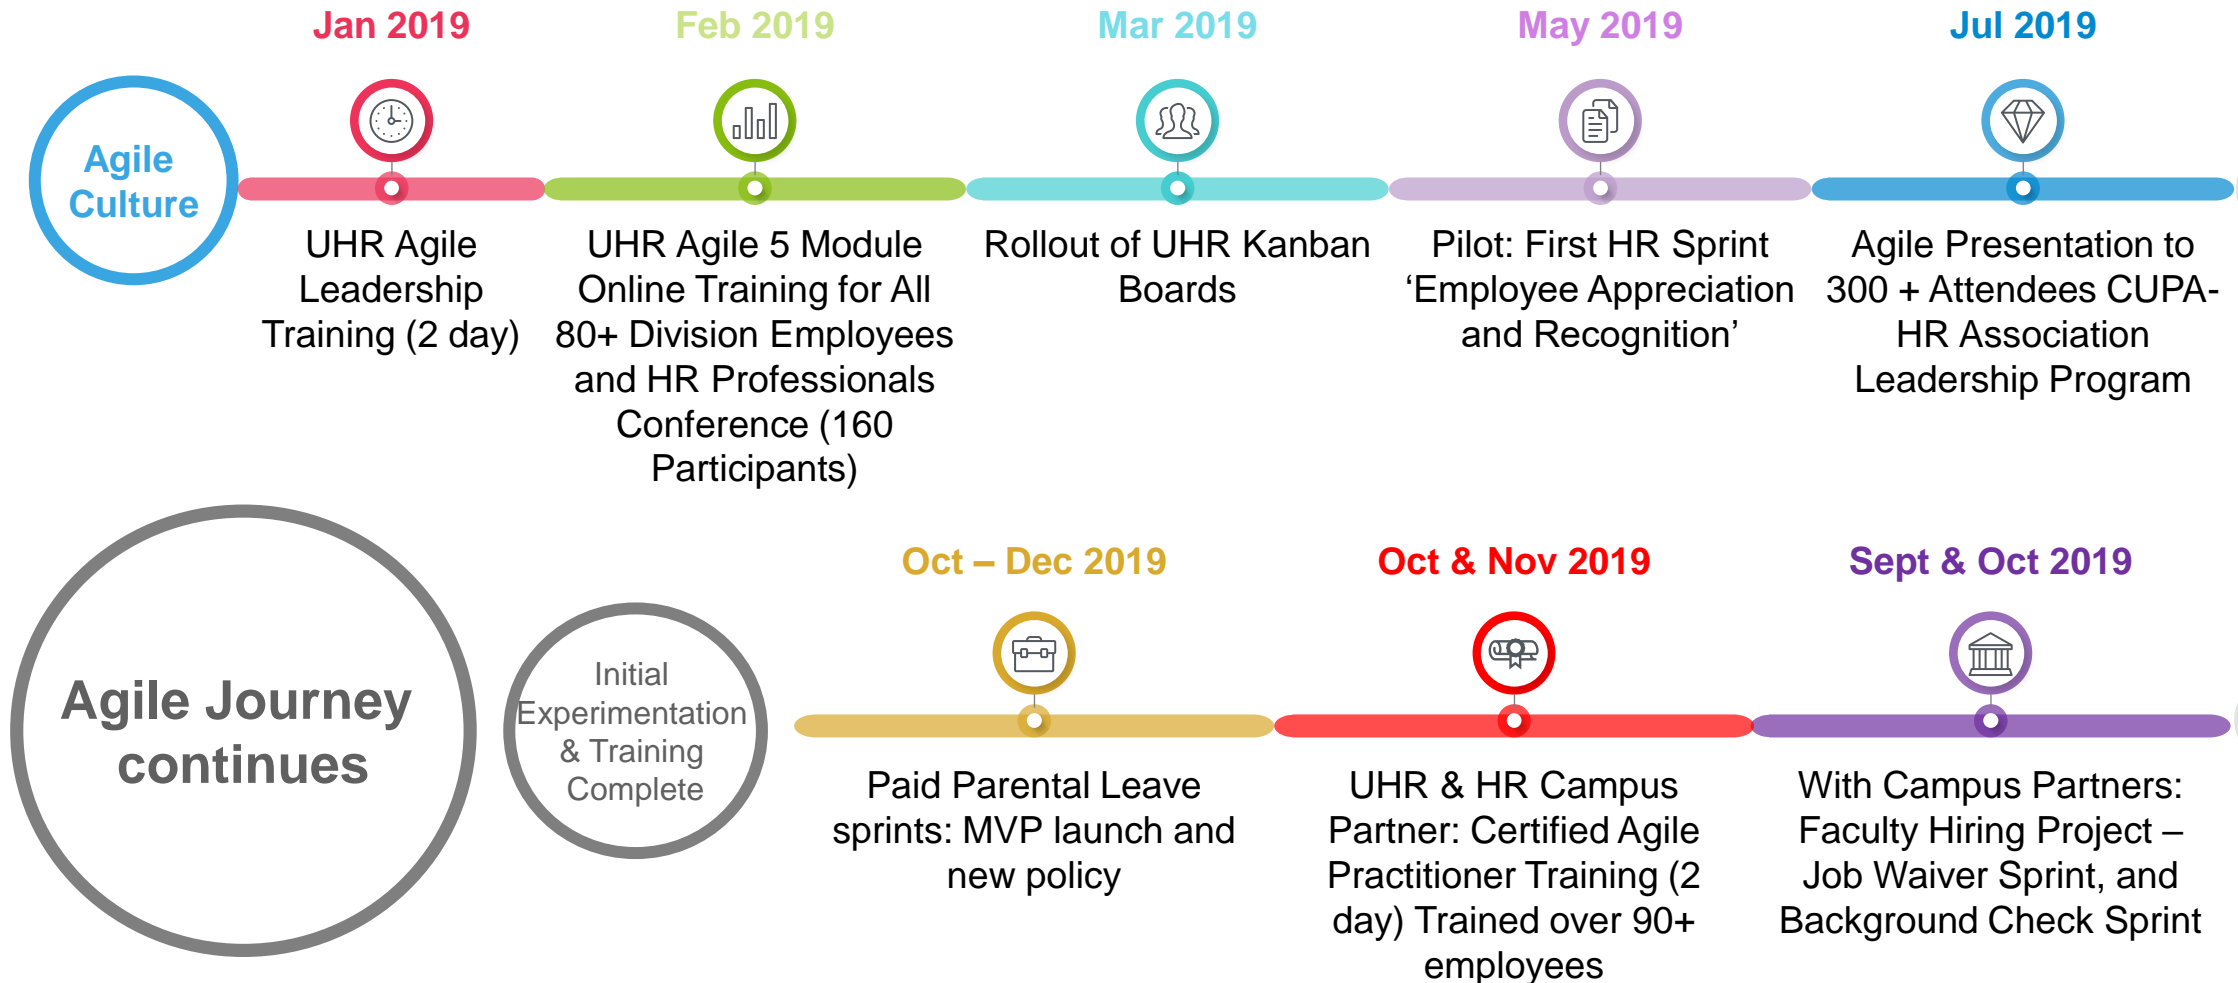 Jan 2019
Feb 2019
Mar 2019
May 2019
Jul 2019
Agile
Culture
UHR Agile
Leadership
Training (2 day)
UHR Agile 5 Module
Online Training for All
80+ Division Employees
and HR Professionals
Conference (160
Participants)
Rollout of UHR Kanban
Boards
Pilot: First HR Sprint
‘Employee Appreciation
and Recognition’
Agile Presentation to
300 + Attendees CUPA-
HR Association
Leadership Program
Agile Journey
continues
Initial
Experimentation
& Training
Complete
Oct – Dec 2019
Paid Parental Leave
sprints: MVP launch and
new policy
Oct & Nov 2019
UHR & HR Campus
Partner: Certified Agile
Practitioner Training (2
day) Trained over 90+
employees
Sept & Oct 2019
With Campus Partners:
Faculty Hiring Project –
Job Waiver Sprint, and
Background Check Sprint